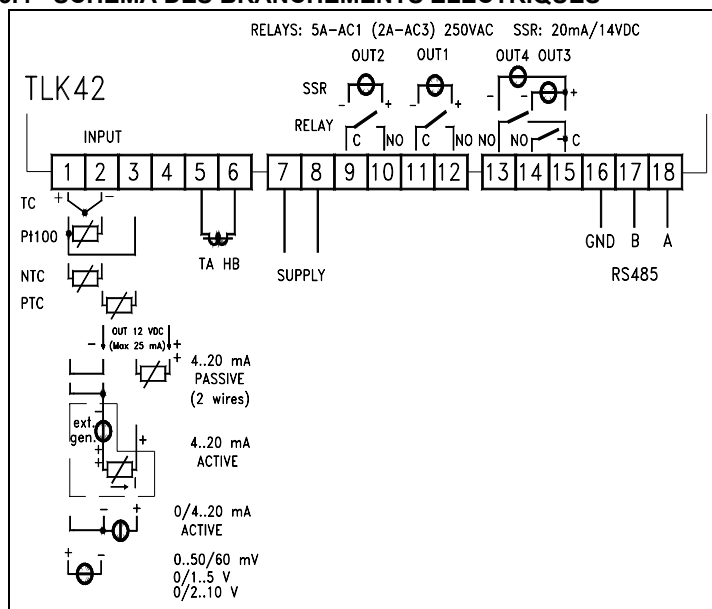 SCHEMA DES BRANCHEMENTS ELECTRIQUES
RELAYS: 5A-AC1 (2A-AC3) 250VAC SSR: 20mA/14VDC
OUT2 OUT1 OUT4 OUT3
TLK42
SSR
- + - + - - +
RELAY
INPUT
C NO C NO NO NO C
1 2 3 4 5 6 7 8 9 10 11 12 13 14 15 16 17 18
TC + -
Pt100
TA HB
SUPPLY
GND B A
RS485
NTC
PTC
OUT 12 VDC
- (Max 25 mA) +
+
4..20 mA
PASSIVE
(2 wires)
-
ext.
gen.
+
+
+
4..20 mA
ACTIVE
I
- +
0/4..20 mA
ACTIVE
+ -
0..50/60 mV
0/1..5 V
0/2..10 V